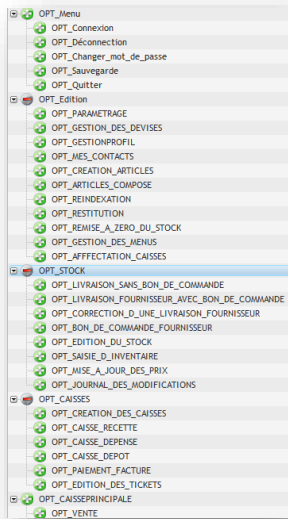 OPT_Menu
OPT_Connexion
OPT_Déconnection
OPT_Changer_mot_de_passe
OPT_Sauvegarde
OPT_Quitter
OPT_Edition
OPT_PARAMETRAGE
OPT_GESTION_DES_DEVISES
OPT_GESTIONPROFIL
OPT_MES_CONTACTS
OPT_CREATION_ARTICLES
OPT_ARTICLES_COMPOSE
OPT_REINDEXATION
OPT_RESTITUTION
OPT_REMISE_A_ZERO_DU_STOCK
OPT_GESTION_DES_MENUS
OPT_AFFFECTATION_CAISSES
OPT_STOCK
OPT_LIVRAISON_SANS_BON_DE_COMMANDE
OPT_LIVRAISON_FOURNISSEUR_AVEC_BON_DE_COMMANDE
OPT_CORRECTION_D_UNE_LIVRAISON_FOURNISSEUR
OPT_BON_DE_COMMANDE_FOURNISSEUR
OPT_EDITION_DU_STOCK
OPT_SAISIE_D_INVENTAIRE
OPT_MISE_A_JOUR_DES_PRIX
OPT_JOURNAL_DES_MODIFICATIONS
OPT_CAISSES
OPT_CREATION_DES_CAISSES
OPT_CAISSE_RECETTE
OPT_CAISSE_DEPENSE
OPT_CAISSE_DEPOT
OPT_PAIEMENT_FACTURE
OPT_EDITION_DES_TICKETS
OPT_CAISSEPRINCIPALE
OPT_VENTE